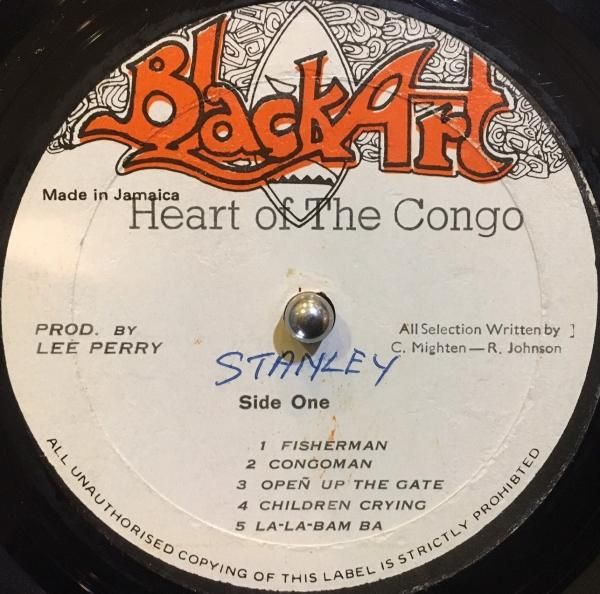 BlackArt
Made in Jamaica
Heart of The Congo
PROD. BY
LEE PERRY
All Selection Written by ]
C. Mighten — R. Johnson
STANLEY
Side One
1 FISHERMAN
2 CONGOMAN
3 OPEN UP THE GATE
4 CHILDREN CRYING
5 LA-LA-BAM BA
ALL UNAUTHORISED COPYING OF THIS LABEL IS STRICTLY PROHIBTED